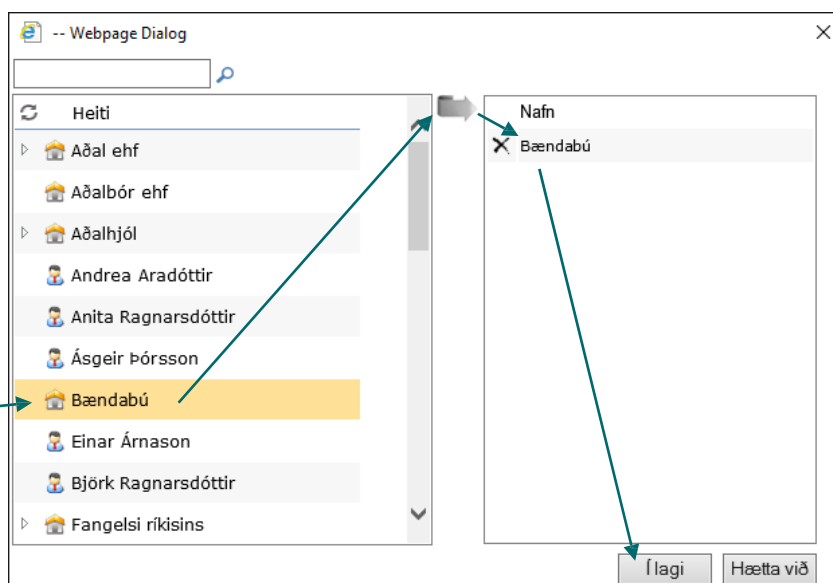 -- Webpage Dialog
Heiti
Aðal ehf
Aðalbór ehf
Aðalhjól
Andrea Aradóttir
Anita Ragnarsdóttir
Ásgeir Þórsson
Bændabú
Einar Árnason
Björk Ragnarsdóttir
Fangelsi ríkisins
Nafn
Bændabú
Í lagi
Hætta við